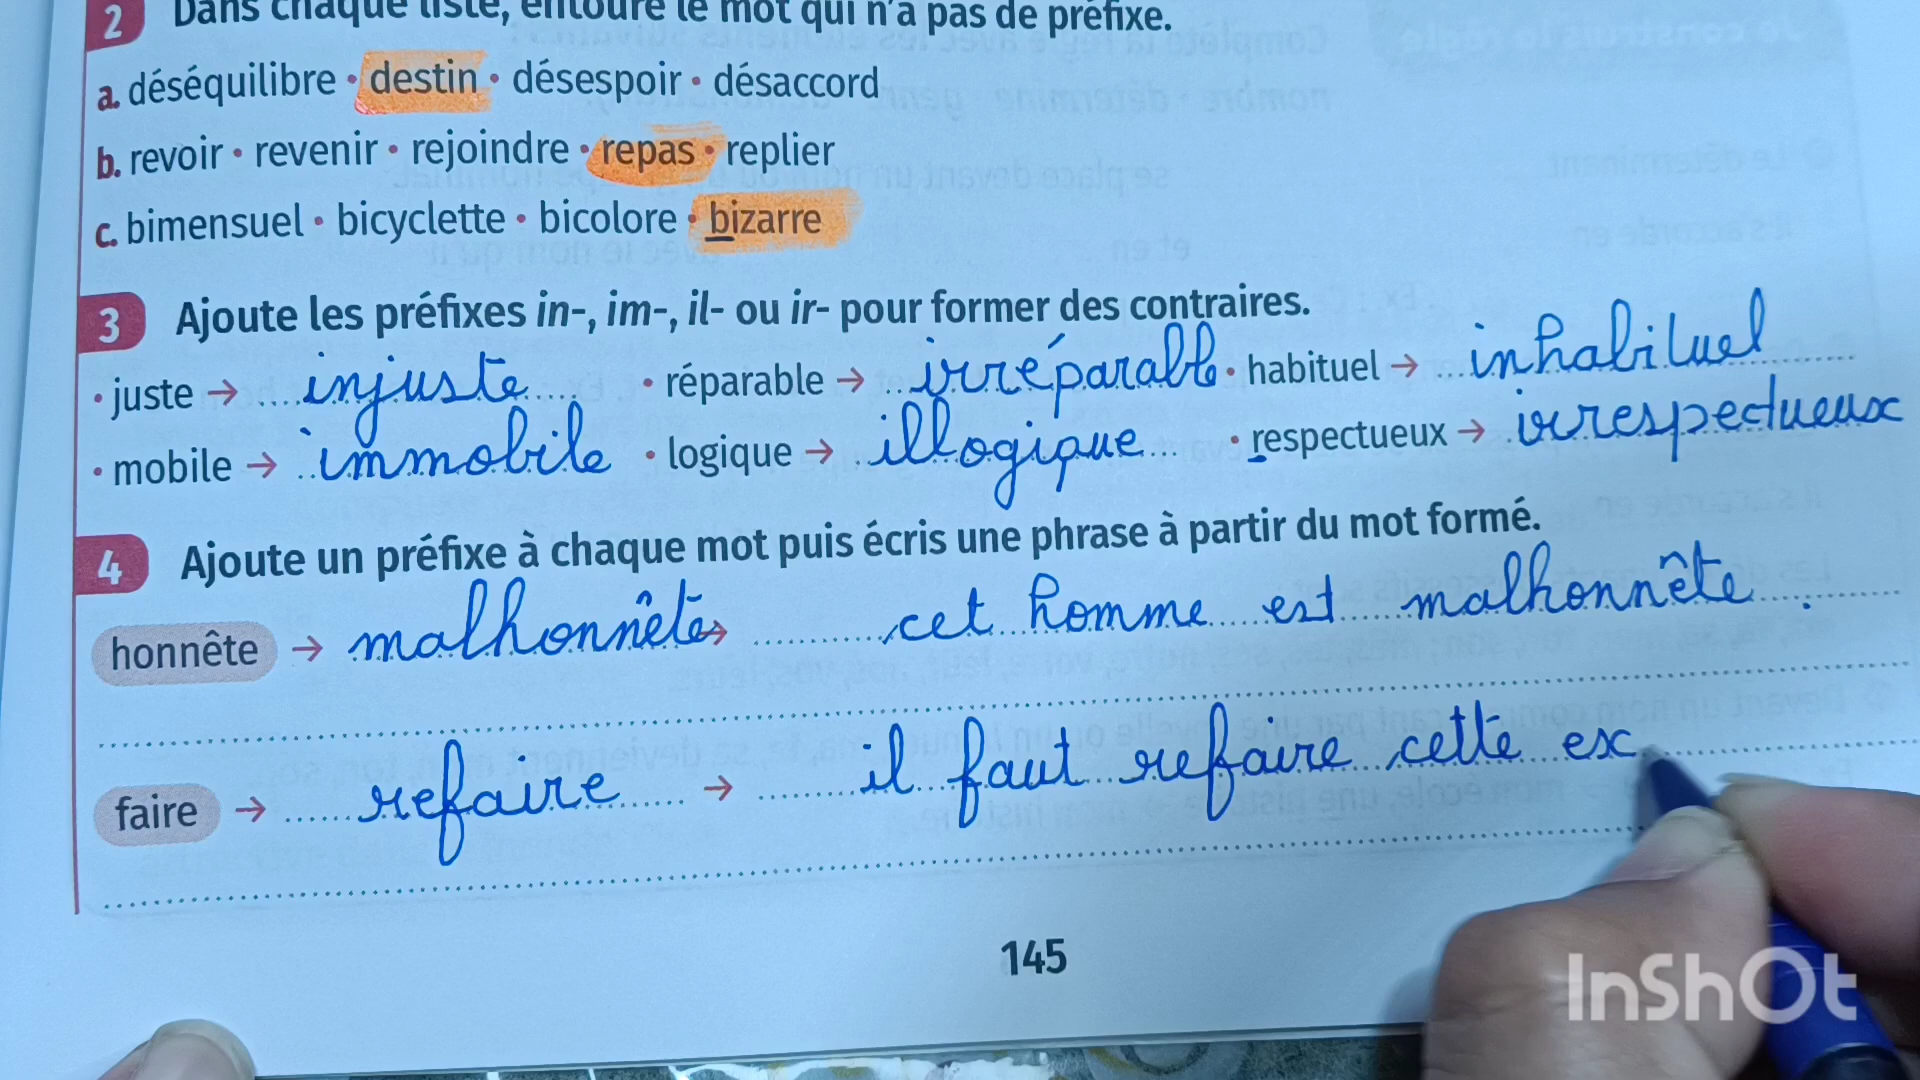 2 Dans chaque liste, entoure le mot qui n'a pas de préfixe.
a. déséquilibre • destin • désespoir • désaccord
b. revoir • revenir • rejoindre • repas • replier
c. bimensuel • bicyclette • bicolore • bizarre
3 Ajoute les préfixes in-, im-, il- ou ir- pour former des contraires.
• juste → injuste • réparable → irréparable • habituel → inhabituel
• mobile → immobile • logique → illogique • respectueux → irrespectueux
4 Ajoute un préfixe à chaque mot puis écris une phrase à partir du mot formé.
honnête → malhonnête → cet homme est malhonnête.
faire → refaire → il faut refaire cette ex
145
InShOt